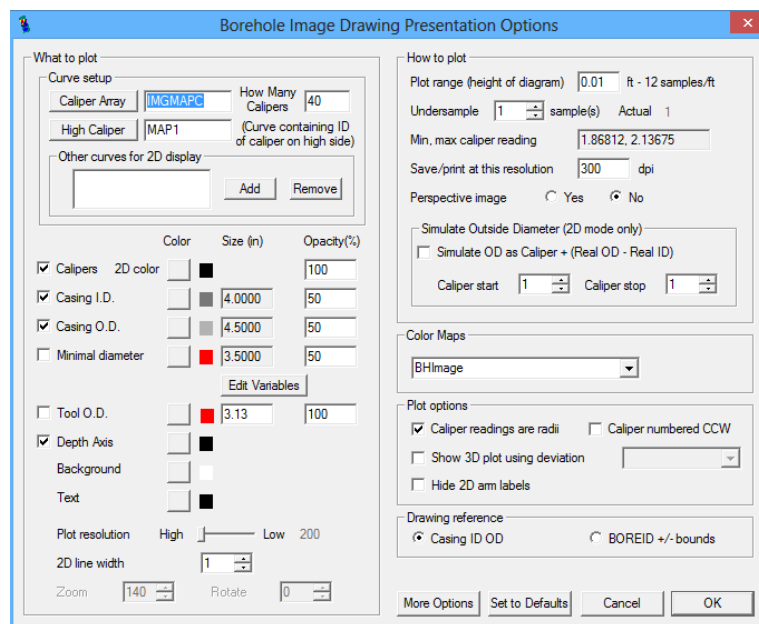 Borehole Image Drawing Presentation Options
What to plot
Curve setup
Caliper Array IMGMAPC How Many Calipers 40
High Caliper MAP1 (Curve containing ID of caliper on high side)
Other curves for 2D display
Add Remove
Color Size (in) Opacity(%)
Calipers 2D color 100
Casing I.D. 4.0000 50
Casing O.D. 4.5000 50
Minimal diameter 3.5000 50
Edit Variables
Tool O.D. 3.13 100
Depth Axis
Background
Text
Plot resolution High Low 200
2D line width 1
Zoom 140 Rotate 0
How to plot
Plot range (height of diagram) 0.01 ft - 12 samples/ft
Undersample 1 sample(s) Actual 1
Min, max caliper reading 1.86812, 2.13675
Save/print at this resolution 300 dpi
Perspective image Yes No
Simulate Outside Diameter (2D mode only)
Simulate OD as Caliper + (Real OD - Real ID)
Caliper start 1 Caliper stop 1
Color Maps
BHImage
Plot options
Caliper readings are radii Caliper numbered CCW
Show 3D plot using deviation
Hide 2D arm labels
Drawing reference
Casing ID OD BOREID +/- bounds
More Options Set to Defaults Cancel OK